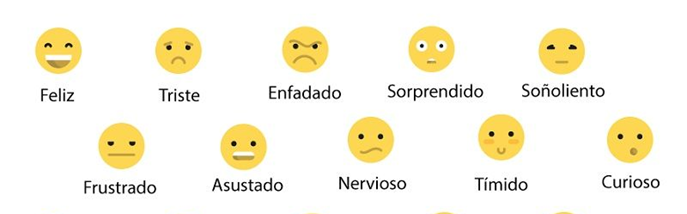 Feliz Triste Enfadado Sorprendido Soñoliento
Frustrado Asustado Nervioso Tímido Curioso